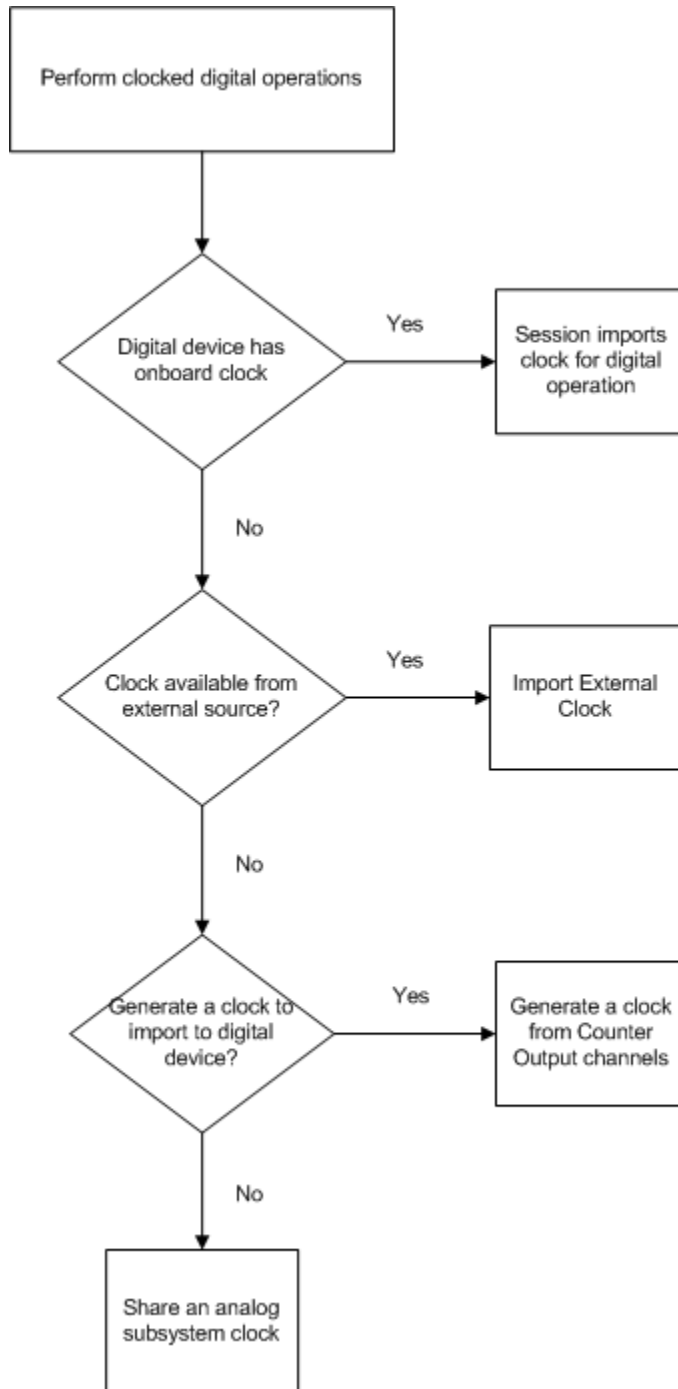 Perform clocked digital operations
Digital device has
onboard clock
Yes
Session imports
clock for digital
operation
No
Clock available from
external source?
Yes
Import External
Clock
No
Generate a clock to
import to digital
device?
Yes
Generate a clock
from Counter
Output channels
No
Share an analog
subsystem clock